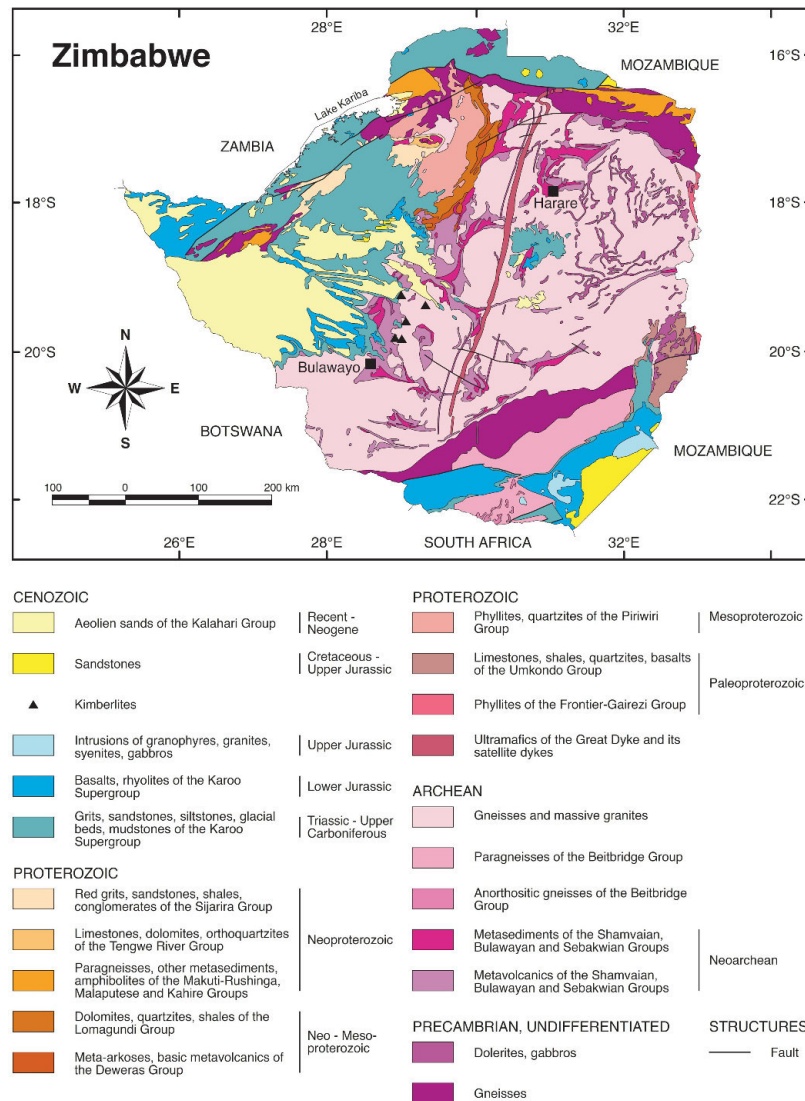 Zimbabwe
28°E
32°E
16°S
16°S
MOZAMBIQUE
Lake Kariba
ZAMBIA
18°S
18°S
Harare
N
W
E
S
20°S
20°S
Bulawayo
BOTSWANA
MOZAMBIQUE
100 0 100 200 km
22°S
SOUTH AFRICA
26°E
28°E
32°E
CENOZOIC
Aeolien sands of the Kalahari Group
Recent -
Neogene
Sandstones
Cretaceous -
Upper Jurassic
Kimberlites
Intrusions of granophyres, granites,
syenites, gabbros
Upper Jurassic
Basalts, rhyolites of the Karoo
Supergroup
Lower Jurassic
Grits, sandstones, siltstones, glacial
beds, mudstones of the Karoo
Supergroup
Triassic - Upper
Carboniferous
PROTEROZOIC
Red grits, sandstones, shales,
conglomerates of the Sijarira Group
Limestones, dolomites, orthoquartzites
of the Tengwe River Group
Neoproterozoic
Paragneisses, other metasediments,
amphibolites of the Makuti-Rushinga,
Malaputese and Kahire Groups
Dolomites, quartzites, shales of the
Lomagundi Group
Neo - Meso-
proterozoic
Meta-arkoses, basic metavolcanics of
the Deweras Group
PROTEROZOIC
Phyllites, quartzites of the Piriwiri
Group
Mesoproterozoic
Limestones, shales, quartzites, basalts
of the Umkondo Group
Paleoproterozoic
Phyllites of the Frontier-Gairezi Group
Ultramafics of the Great Dyke and its
satellite dykes
ARCHEAN
Gneisses and massive granites
Paragneisses of the Beitbridge Group
Anorthositic gneisses of the Beitbridge
Group
Metasediments of the Shamvaian,
Bulawayan and Sebakwian Groups
Neoarchean
Metavolcanics of the Shamvaian,
Bulawayan and Sebakwian Groups
PRECAMBRIAN, UNDIFFERENTIATED
Dolerites, gabbros
Gneisses
STRUCTURES
Fault